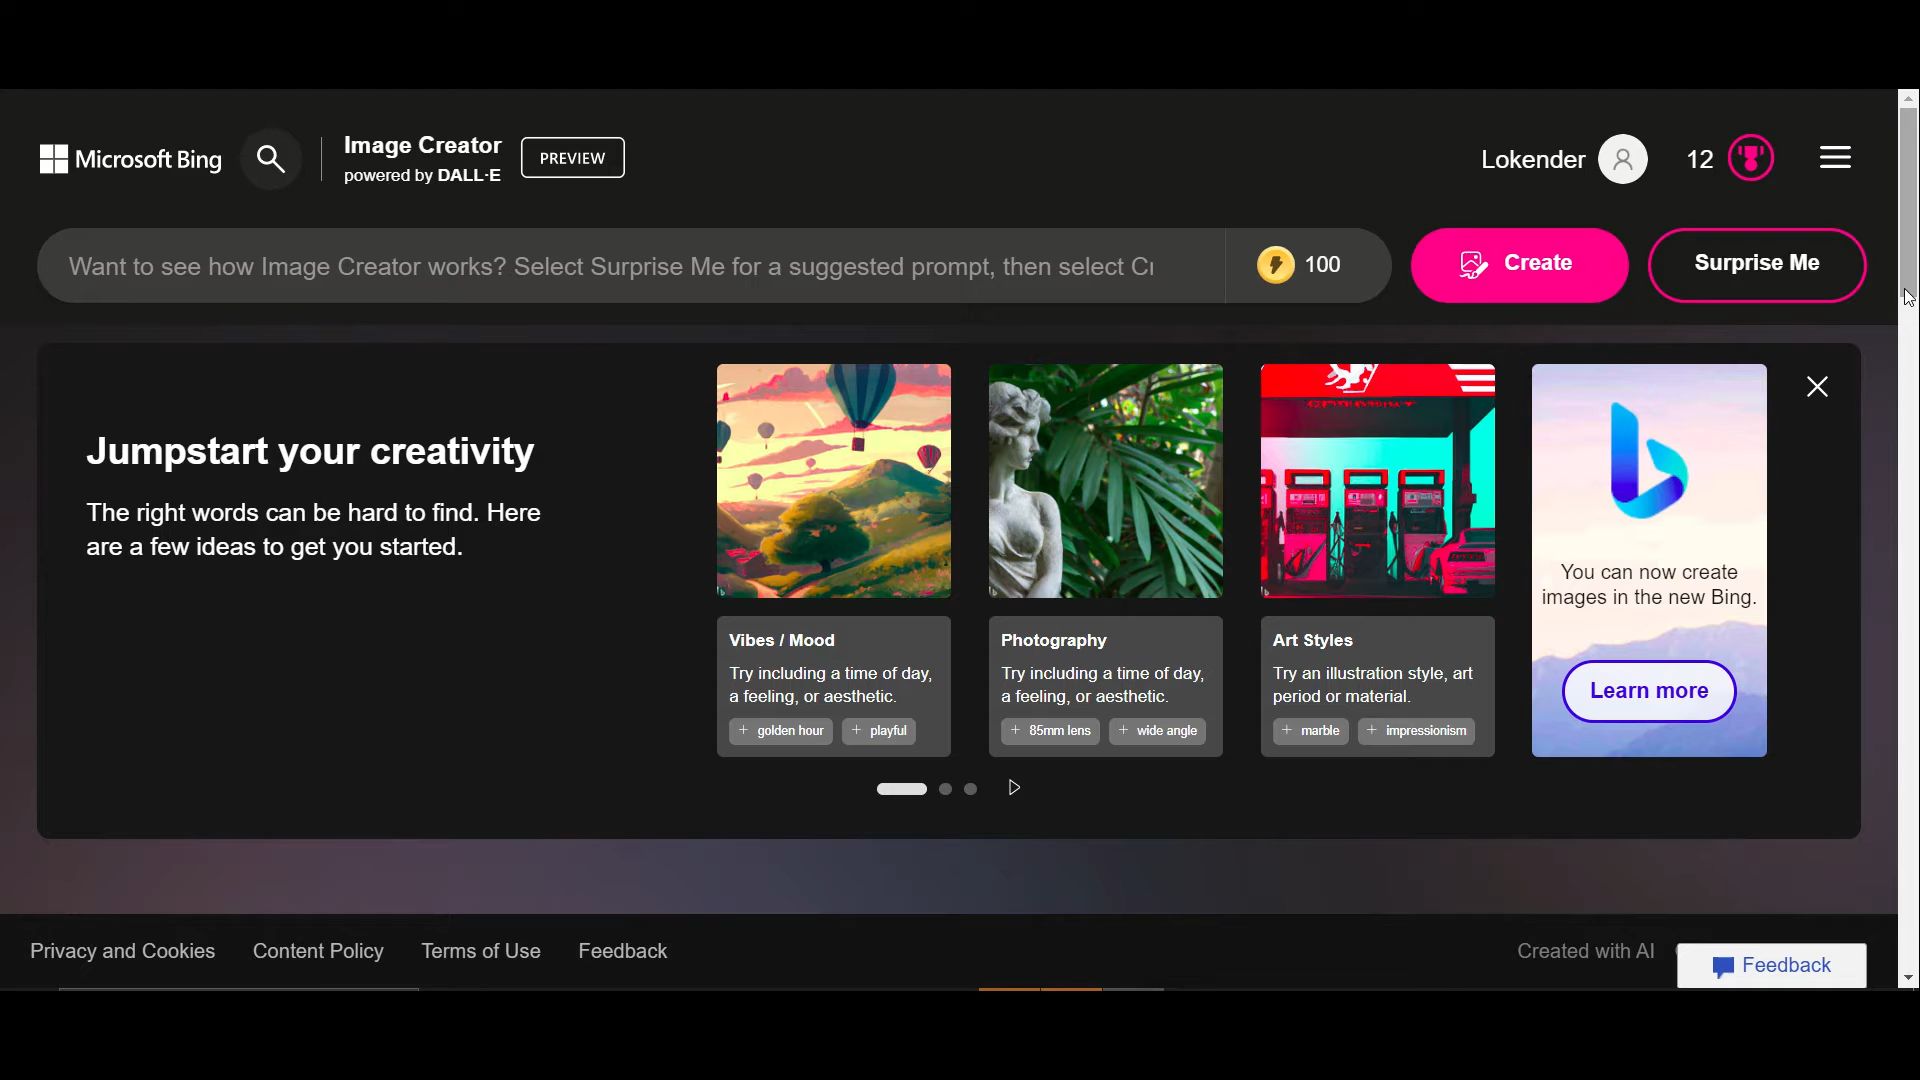 Microsoft Bing
Image Creator
powered by DALL·E
PREVIEW
Lokender
12
Want to see how Image Creator works? Select Surprise Me for a suggested prompt, then select Cr
100
Create
Surprise Me
Jumpstart your creativity
The right words can be hard to find. Here
are a few ideas to get you started.
Vibes / Mood
Try including a time of day,
a feeling, or aesthetic.
+ golden hour
+ playful
Photography
Try including a time of day,
a feeling, or aesthetic.
+ 85mm lens
+ wide angle
Art Styles
Try an illustration style, art
period or material.
+ marble
+ impressionism
You can now create
images in the new Bing.
Learn more
Privacy and Cookies
Content Policy
Terms of Use
Feedback
Created with AI
Feedback